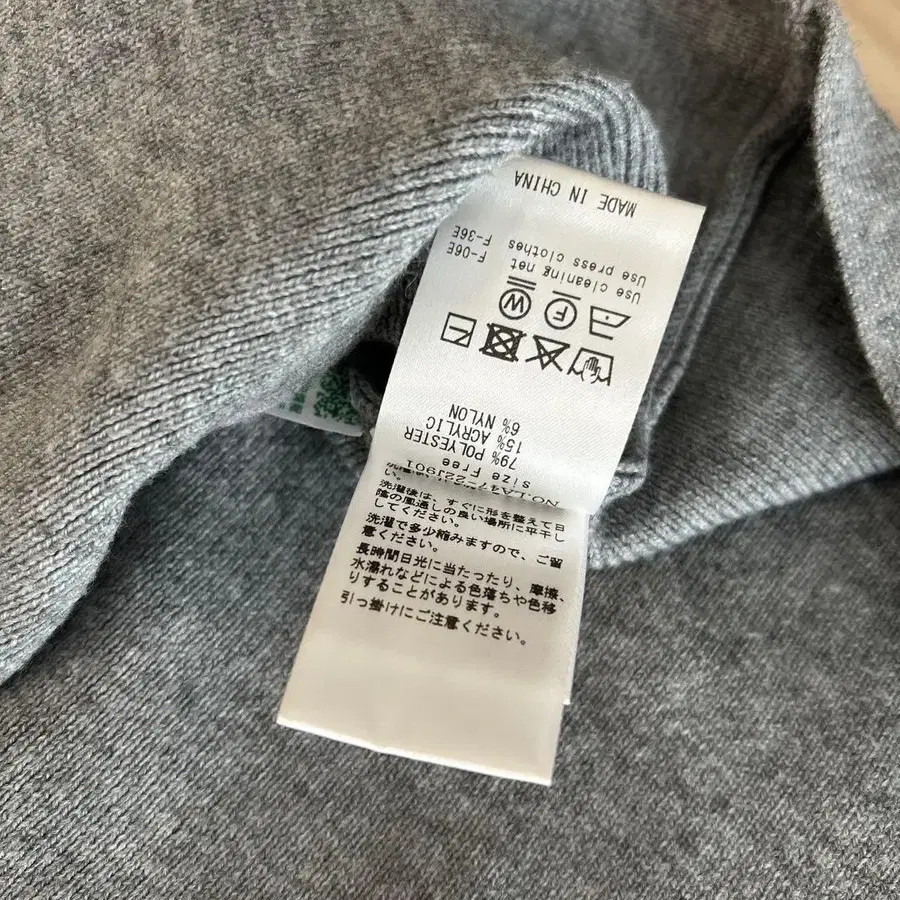 NO.LA47-22J901
size Free
79% POLYESTER
15% ACRYLIC
6% NYLON
W F
Use cleaning net F-06E
Use press clothes F-36E
MADE IN CHINA
い。
洗濯後は、すぐに形を整えて日
陰の風通しの良い場所に平干し
してください。
洗濯で多少縮みますので、ご留
意ください。
長時間日光に当たったり、摩擦、
水濡れなどによる色落ちや色移
りすることがあります。
引っ掛けにご注意ください。